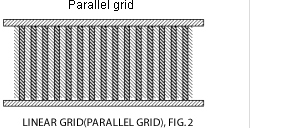 Parallel grid
LINEAR GRID(PARALLEL GRID), FIG. 2